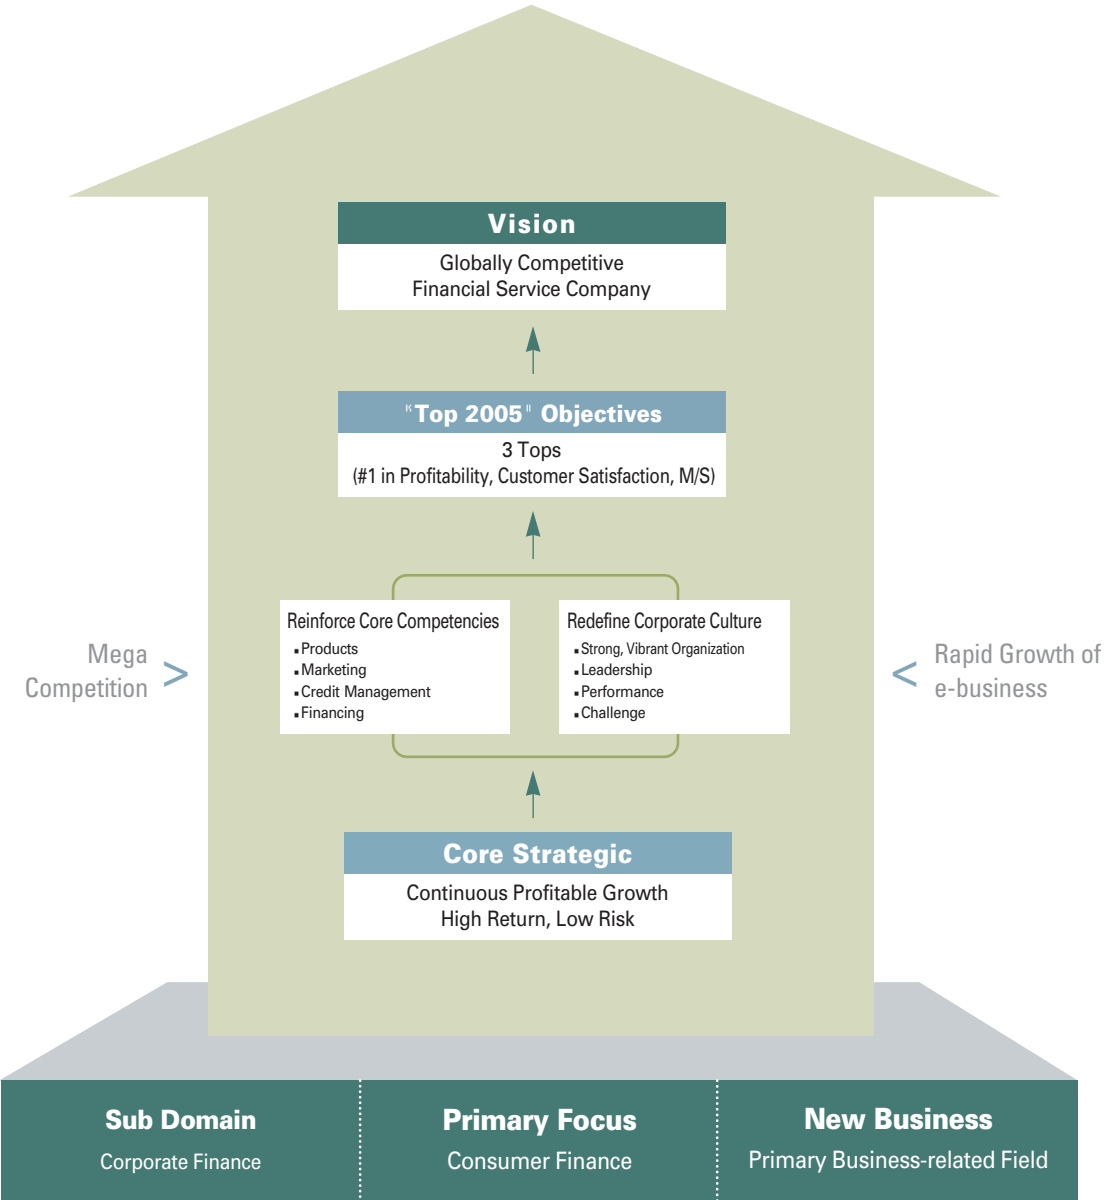 Vision
Globally Competitive
Financial Service Company
"Top 2005" Objectives
3 Tops
(#1 in Profitability, Customer Satisfaction, M/S)
Reinforce Core Competencies
▪Products
▪Marketing
▪Credit Management
▪Financing
Redefine Corporate Culture
▪Strong, Vibrant Organization
▪Leadership
▪Performance
▪Challenge
Mega
Competition >
< Rapid Growth of
e-business
Core Strategic
Continuous Profitable Growth
High Return, Low Risk
Sub Domain
Corporate Finance
Primary Focus
Consumer Finance
New Business
Primary Business-related Field